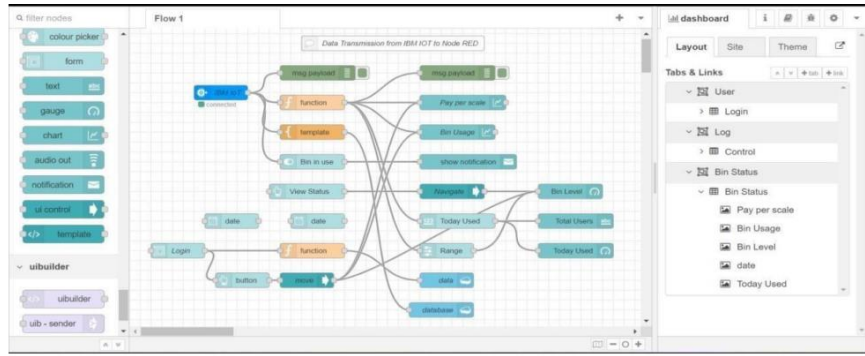 filter nodes
colour picker
form
text
abc
gauge
chart
audio out
notification
ui control
</> template
uibuilder
</> uibuilder
uib - sender
Flow 1
Data Transmission from IBM IOT to Node RED
msg.payload
msg.payload
connected
function
Pay per scale
template
Bin Usage
Bin in use
show notification
View Status
Navigate
Bin Level
date
date
Today Used
Total Users
abc
Login
function
Range
Today Used
button
move
data
database
dashboard
i
Layout
Site
Theme
Tabs & Links
+ tab
+ link
User
Login
Log
Control
Bin Status
Bin Status
Pay per scale
Bin Usage
Bin Level
date
Today Used